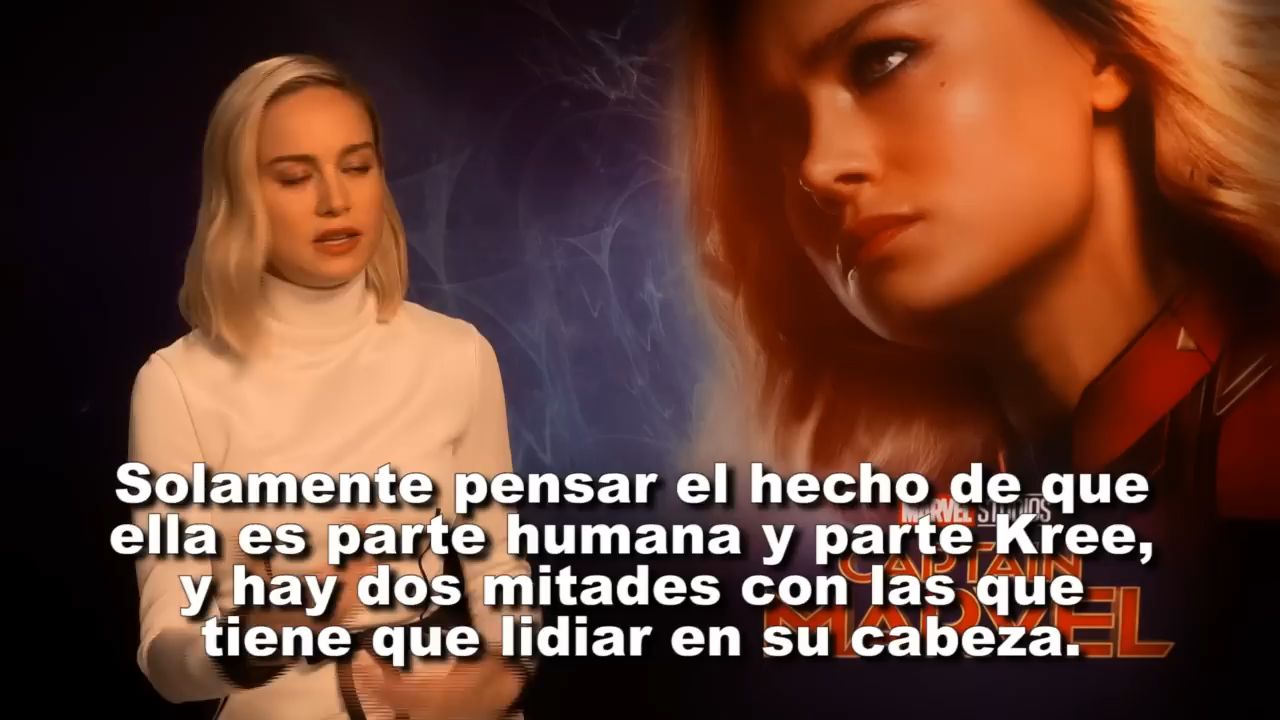 Solamente pensar el hecho de que
ella es parte humana y parte Kree,
y hay dos mitades con las que
tiene que lidiar en su cabeza.
MARVEL STUDIOS
CAPTAIN
MARVEL